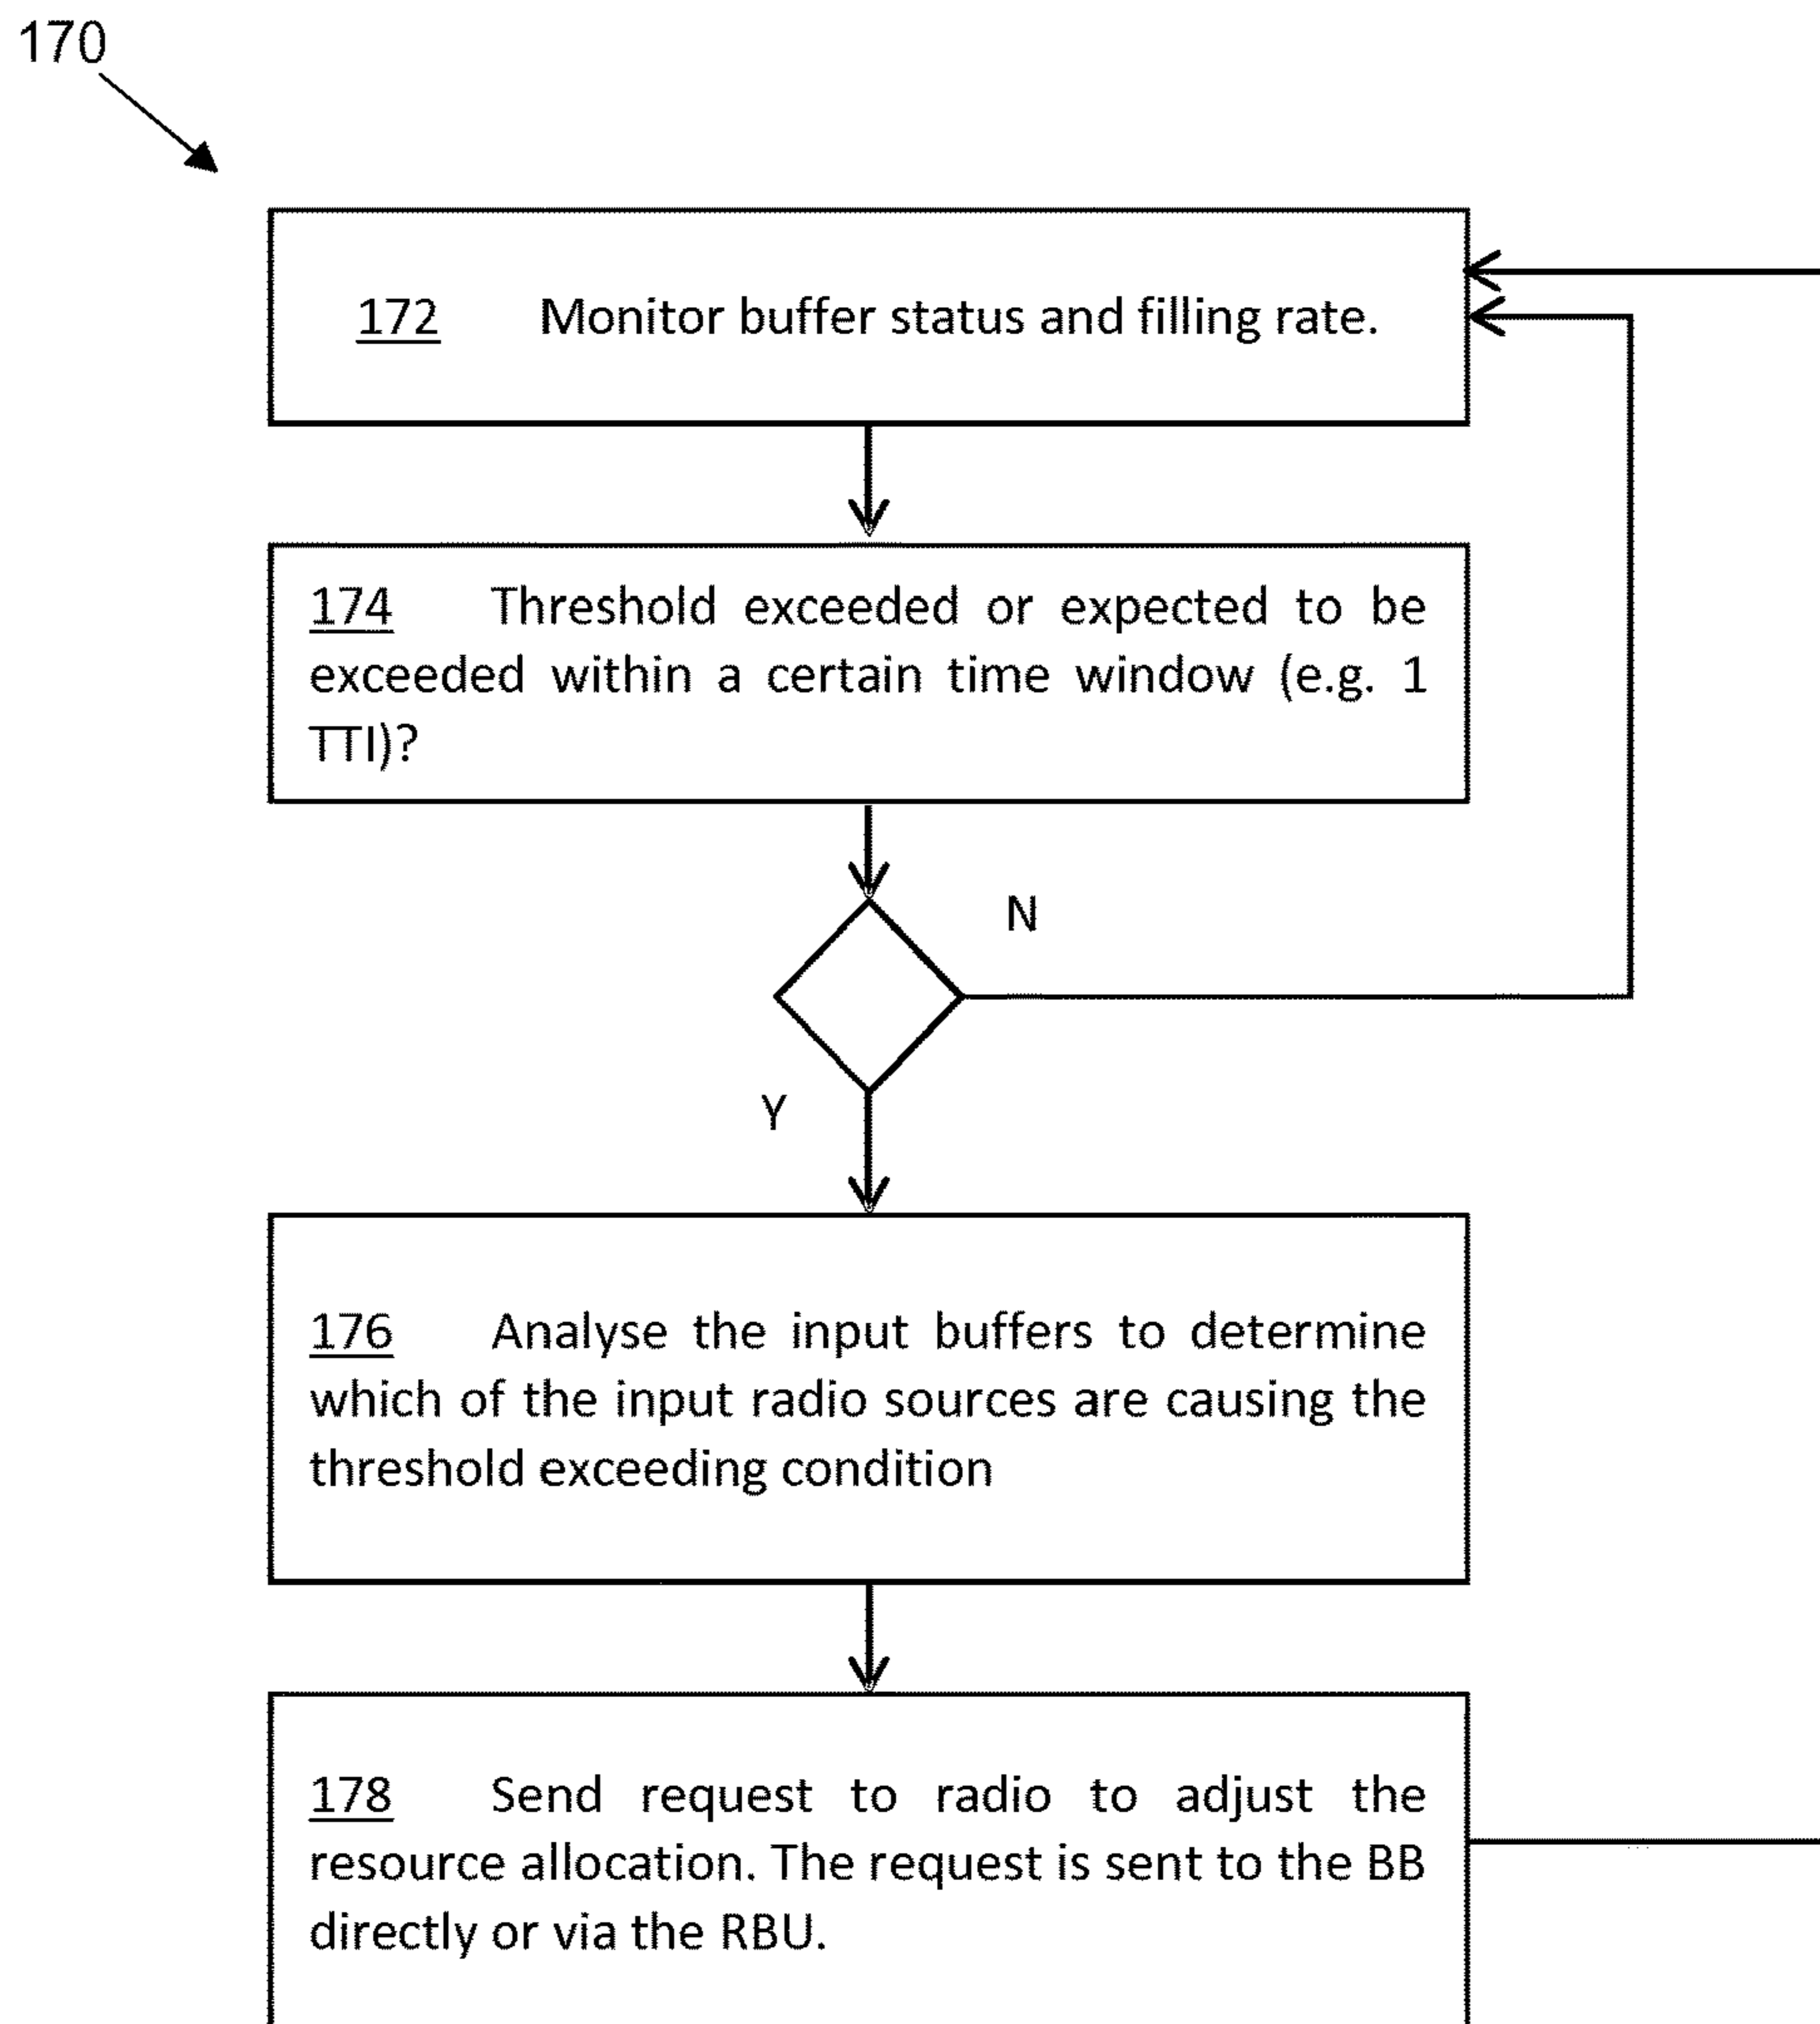 170
172 Monitor buffer status and filling rate.
174 Threshold exceeded or expected to be
exceeded within a certain time window (e.g. 1
TTI)?
N
Y
176 Analyse the input buffers to determine
which of the input radio sources are causing the
threshold exceeding condition
178 Send request to radio to adjust the
resource allocation. The request is sent to the BB
directly or via the RBU.